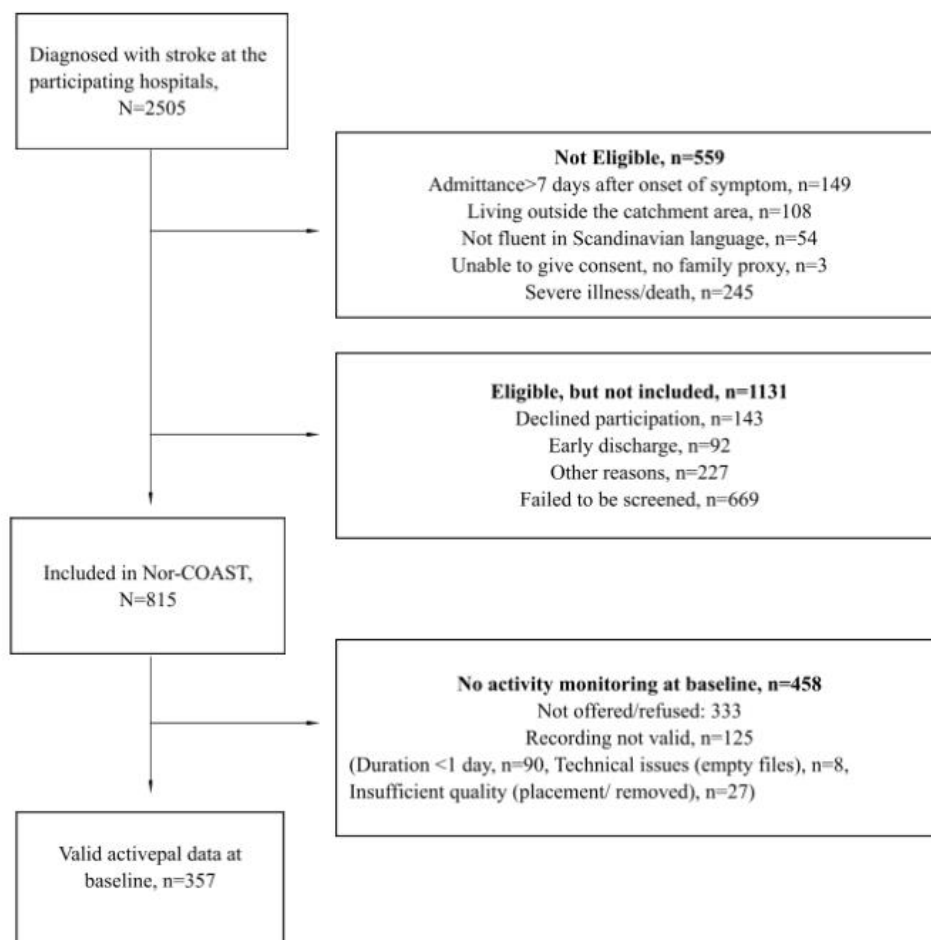 Diagnosed with stroke at the
participating hospitals,
N=2505
Not Eligible, n=559
Admittance>7 days after onset of symptom, n=149
Living outside the catchment area, n=108
Not fluent in Scandinavian language, n=54
Unable to give consent, no family proxy, n=3
Severe illness/death, n=245
Eligible, but not included, n=1131
Declined participation, n=143
Early discharge, n=92
Other reasons, n=227
Failed to be screened, n=669
Included in Nor-COAST,
N=815
No activity monitoring at baseline, n=458
Not offered/refused: 333
Recording not valid, n=125
(Duration <1 day, n=90, Technical issues (empty files), n=8,
Insufficient quality (placement/ removed), n=27)
Valid activepal data at
baseline, n=357